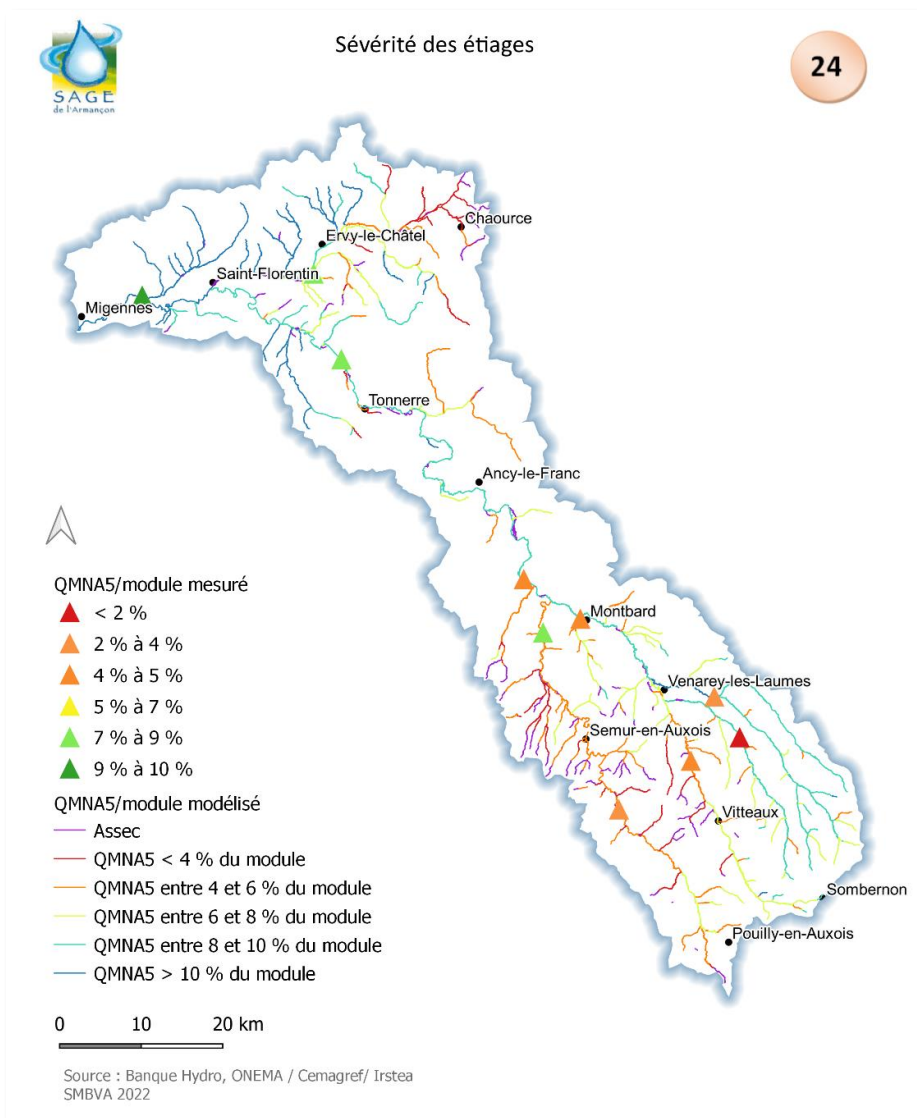 Sévérité des étiages
24
SAGE
de l'Armançon
Chaource
Ervy-le-Châtel
Saint-Florentin
Migennes
Tonnerre
Ancy-le-Franc
Montbard
Venarey-les-Laumes
Semur-en-Auxois
Vitteaux
Sombernon
Pouilly-en-Auxois
QMNA5/module mesuré
< 2 %
2 % à 4 %
4 % à 5 %
5 % à 7 %
7 % à 9 %
9 % à 10 %
QMNA5/module modélisé
Assec
QMNA5 < 4 % du module
QMNA5 entre 4 et 6 % du module
QMNA5 entre 6 et 8 % du module
QMNA5 entre 8 et 10 % du module
QMNA5 > 10 % du module
0 10 20 km
Source : Banque Hydro, ONEMA / Cemagref/ Irstea
SMBVA 2022